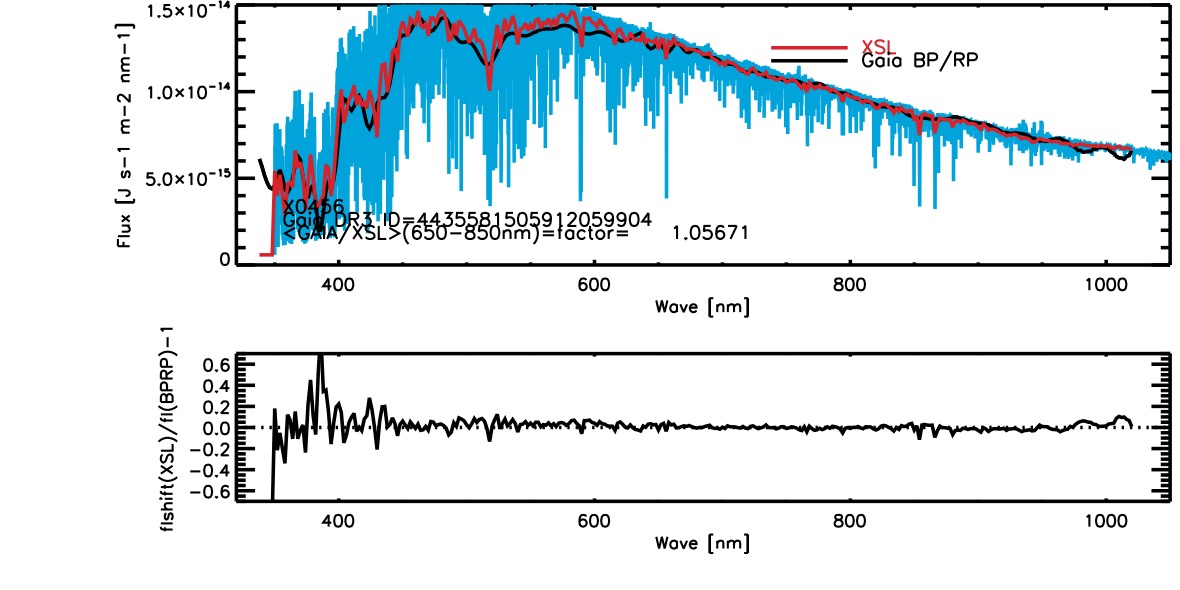 1.5×10−14
1.0×10−14
5.0×10−15
0
Flux [J s−1 m−2 nm−1]
XSL
Gaia BP/RP
X0456
Gaia DR3 ID=4435581505912059904
<GAIA/XSL>(650−850nm)=factor= 1.05671
400 600 800 1000
Wave [nm]
flshift(XSL)/fl(BPRP)−1
0.6
0.4
0.2
0.0
−0.2
−0.4
−0.6
400 600 800 1000
Wave [nm]